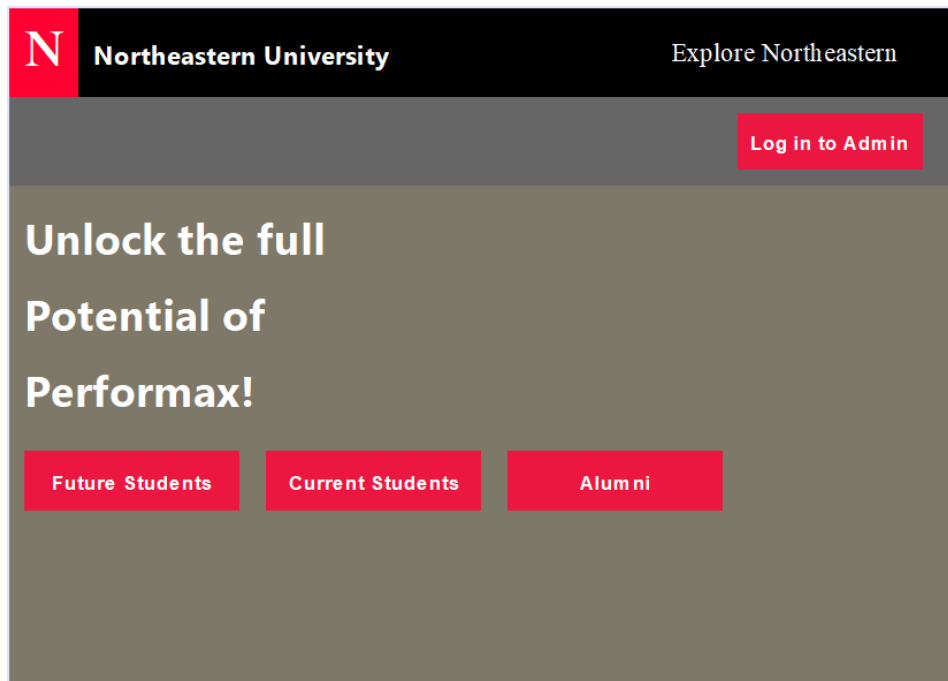 N
Northeastern University
Explore Northeastern
Log in to Admin
Unlock the full
Potential of
Performax!
Future Students
Current Students
Alumni